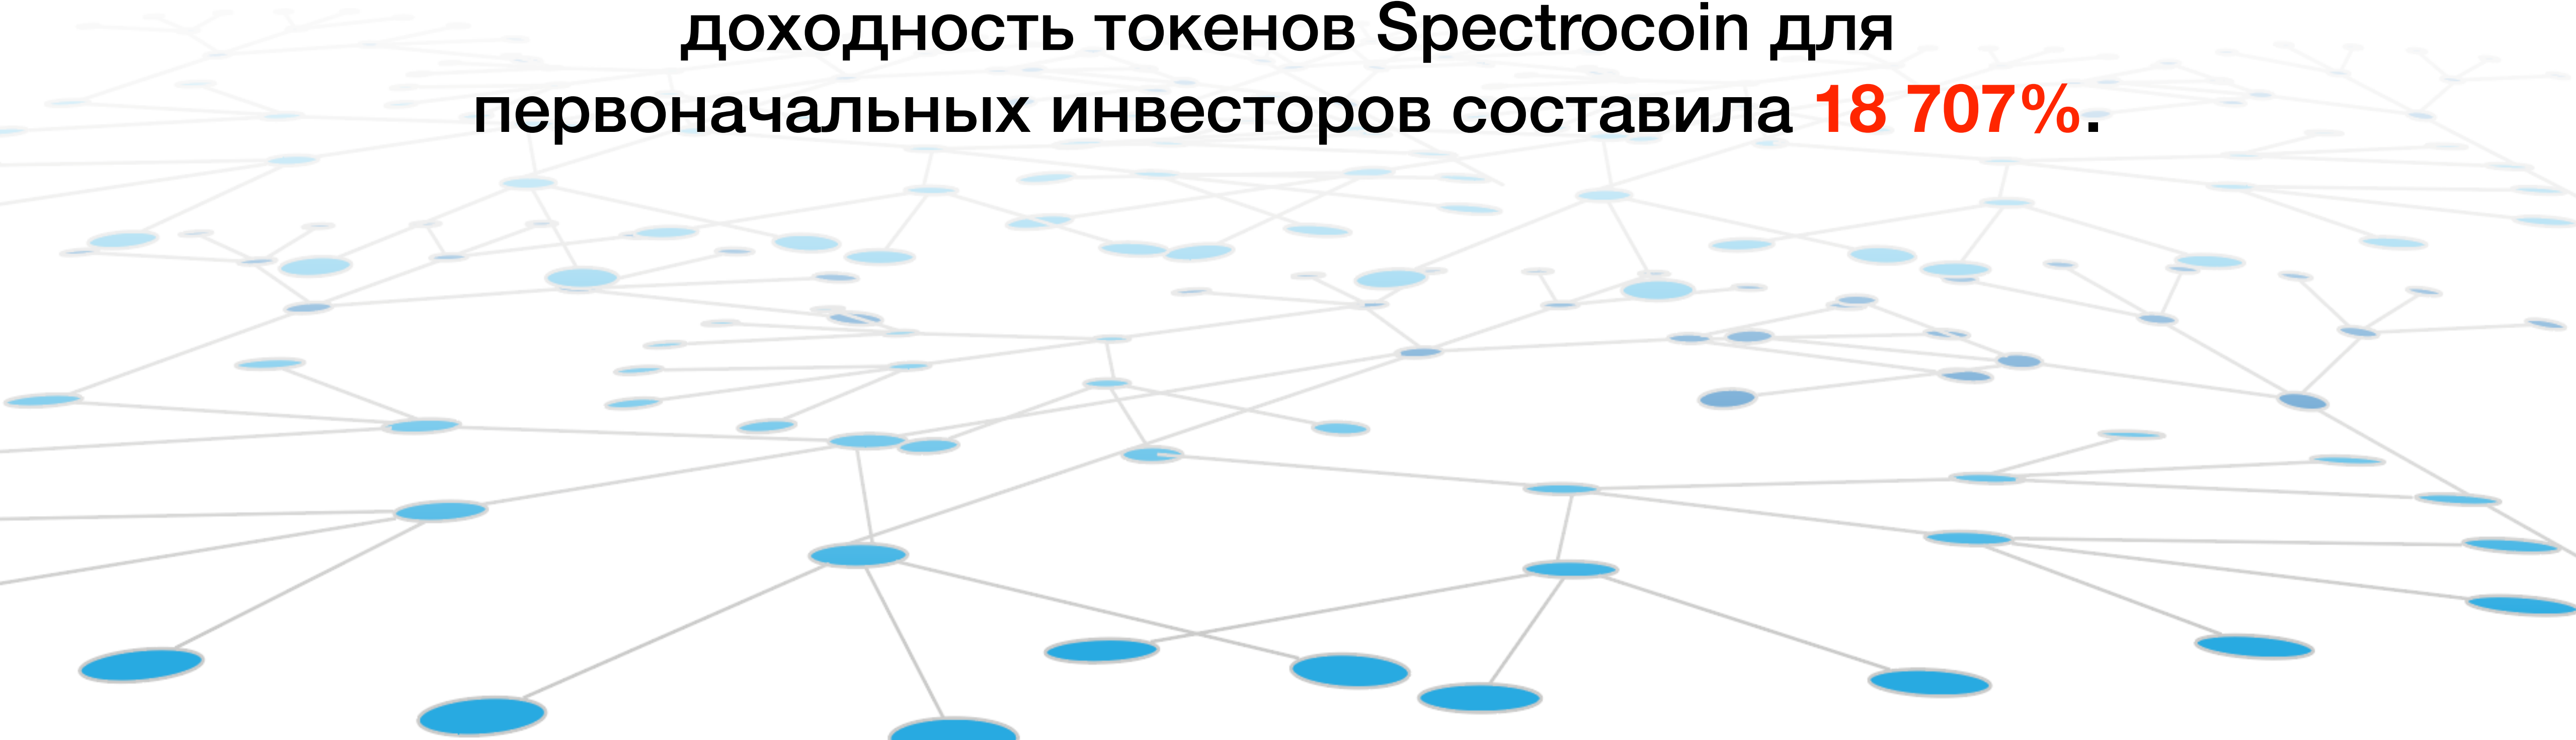 доходность токенов Spectrocoin для
первоначальных инвесторов составила 18 707%.